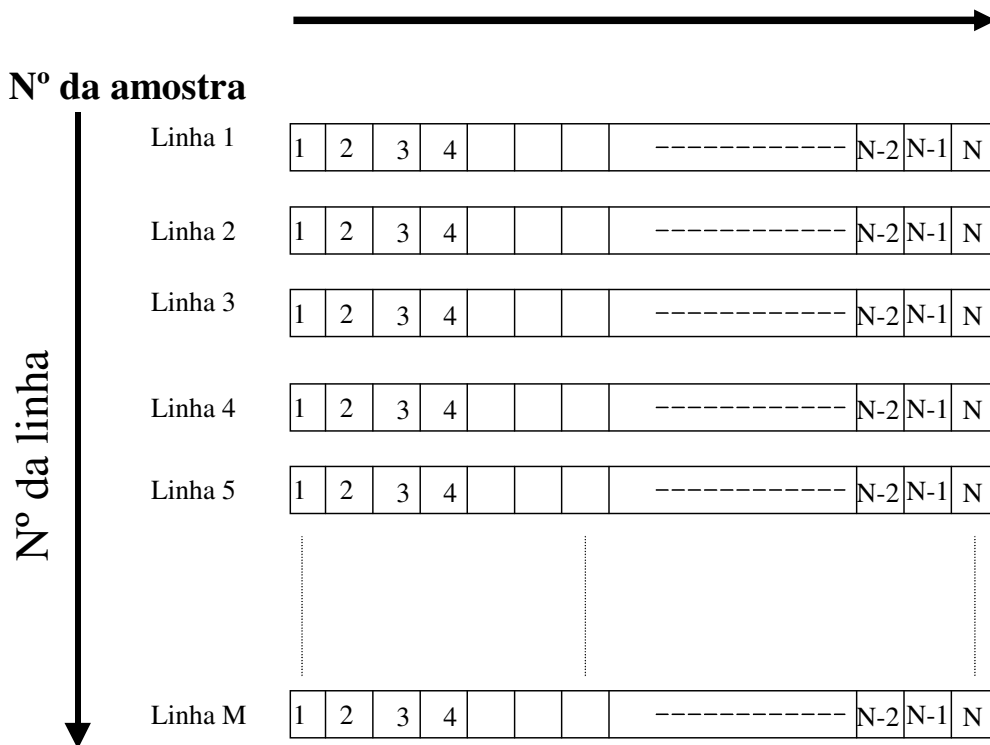 Nº da amostra
Linha 1 1 2 3 4 ------------- N-2 N-1 N
Linha 2 1 2 3 4 ------------- N-2 N-1 N
Linha 3 1 2 3 4 ------------- N-2 N-1 N
Nº da linha
Linha 4 1 2 3 4 ------------- N-2 N-1 N
Linha 5 1 2 3 4 ------------- N-2 N-1 N
Linha M 1 2 3 4 ------------- N-2 N-1 N